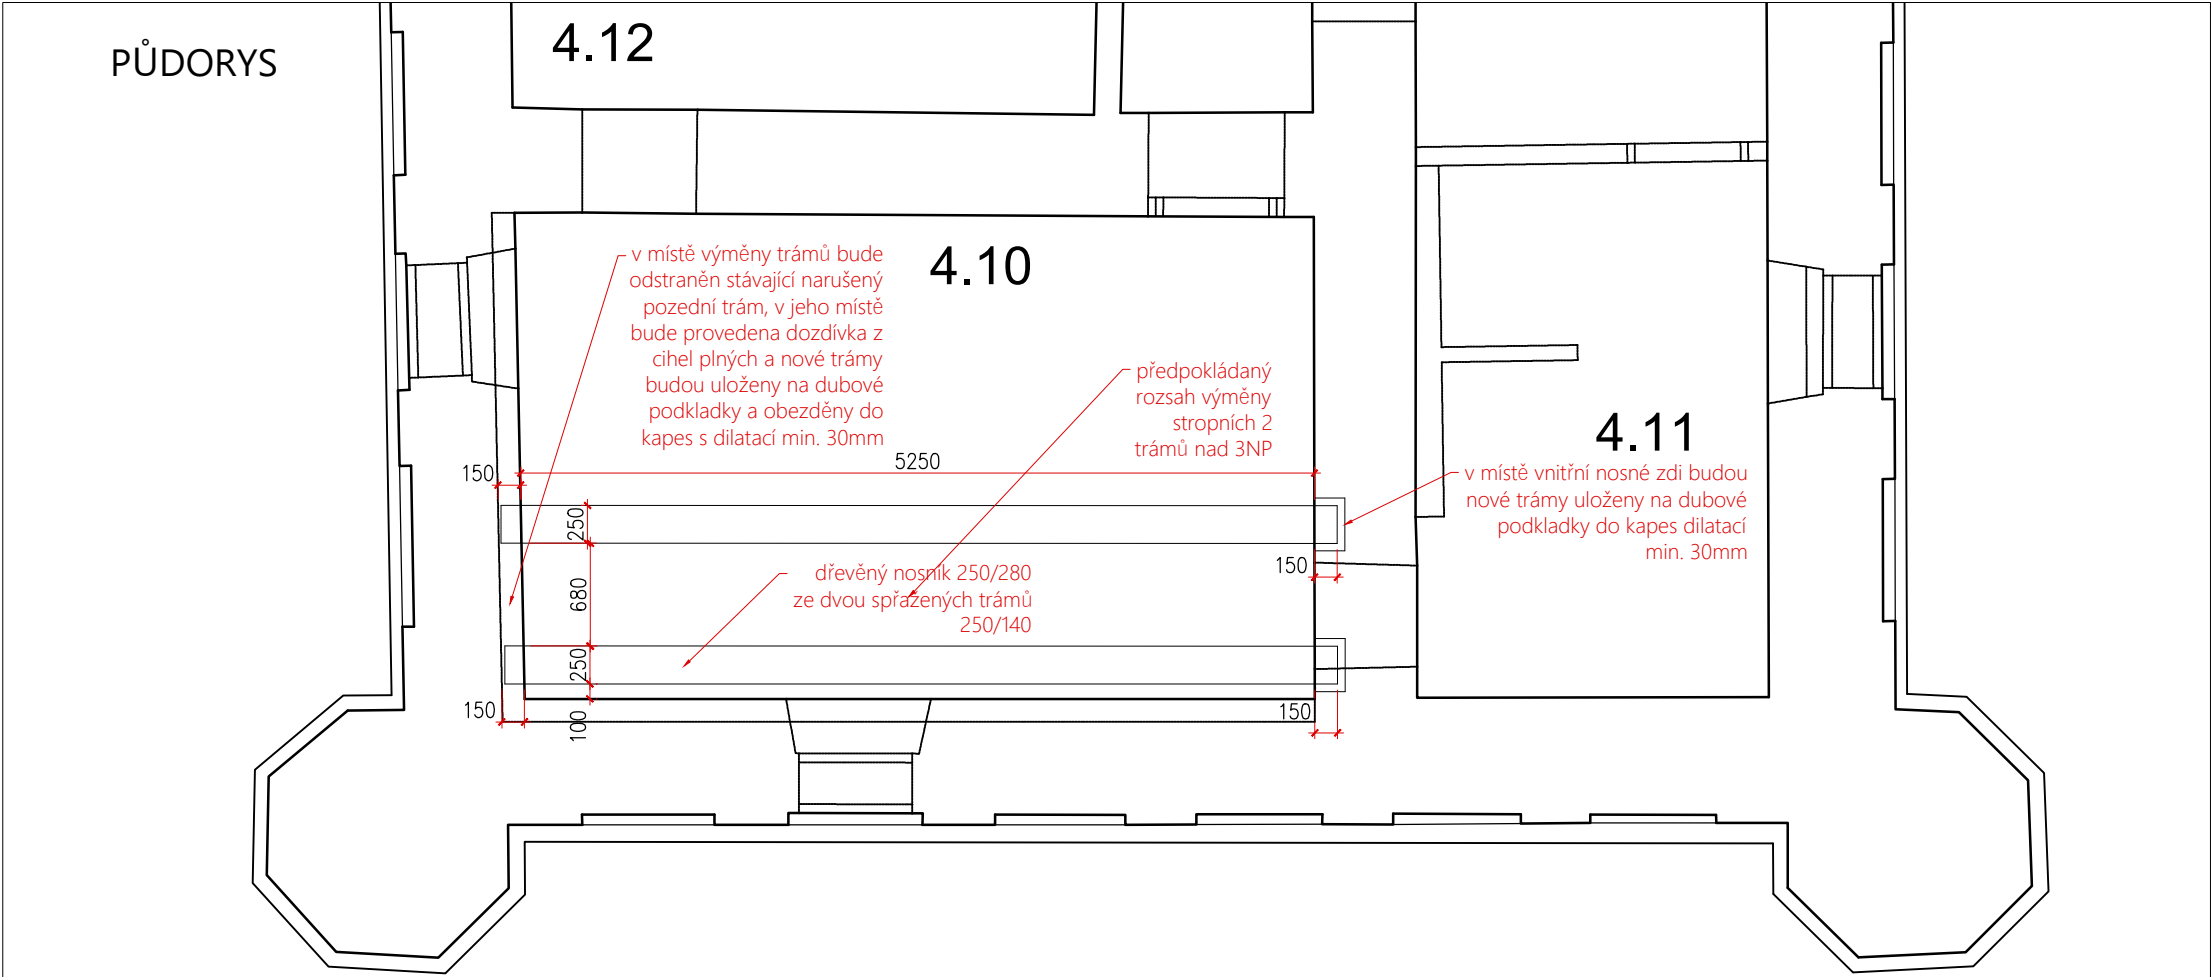 PŮDORYS
4.12
4.10
v místě výměny trámů bude
odstraněn stávající narušený
pozední trám, v jeho místě
bude provedena dozdívka z
cihel plných a nové trámy
budou uloženy na dubové
podkladky a obezděny do
kapes s dilatací min. 30mm
předpokládaný
rozsah výměny
stropních 2
trámů nad 3NP
4.11
v místě vnitřní nosné zdi budou
nové trámy uloženy na dubové
podkladky do kapes dilatací
min. 30mm
5250
150
250
680
250
100
150
150
150
dřevěný nosník 250/280
ze dvou spřažených trámů
250/140